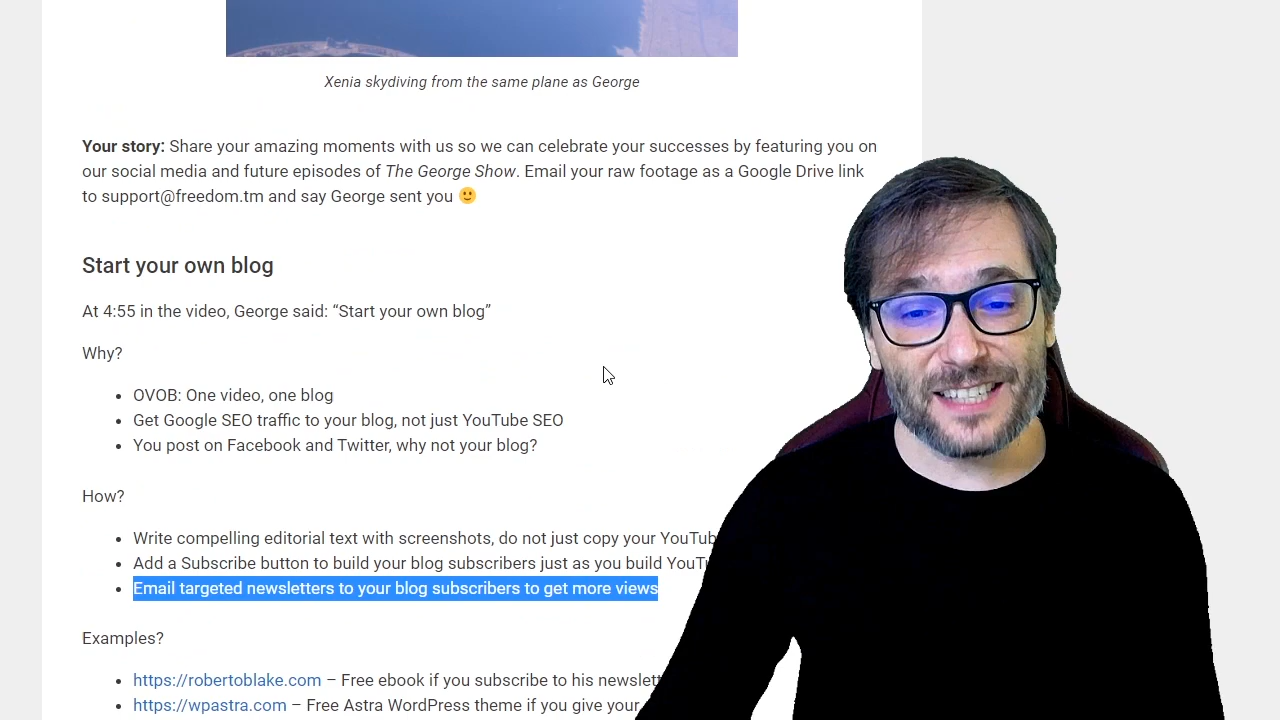 Xenia skydiving from the same plane as George
Your story: Share your amazing moments with us so we can celebrate your successes by featuring you on
our social media and future episodes of The George Show. Email your raw footage as a Google Drive link
to support@freedom.tm and say George sent you 🙂
Start your own blog
At 4:55 in the video, George said: “Start your own blog”
Why?
• OVOB: One video, one blog
• Get Google SEO traffic to your blog, not just YouTube SEO
• You post on Facebook and Twitter, why not your blog?
How?
• Write compelling editorial text with screenshots, do not just copy your
• Add a Subscribe button to build your blog subscribers just as you build
• Email targeted newsletters to your blog subscribers to get more views
Examples?
• https://robertoblake.com – Free ebook if you subscribe to his
• https://wpastra.com – Free Astra WordPress theme if you give your